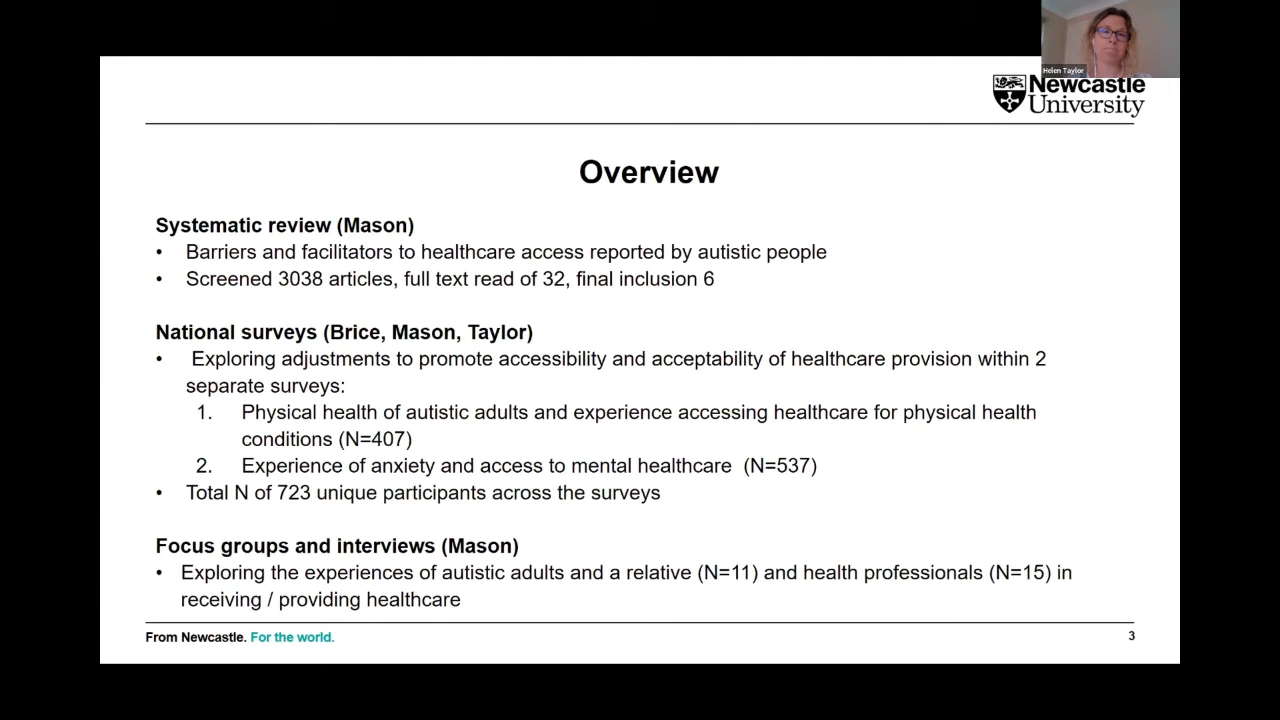 Helen Taylor
Newcastle
University
Overview
Systematic review (Mason)
• Barriers and facilitators to healthcare access reported by autistic people
• Screened 3038 articles, full text read of 32, final inclusion 6
National surveys (Brice, Mason, Taylor)
• Exploring adjustments to promote accessibility and acceptability of healthcare provision within 2
separate surveys:
1. Physical health of autistic adults and experience accessing healthcare for physical health
conditions (N=407)
2. Experience of anxiety and access to mental healthcare (N=537)
• Total N of 723 unique participants across the surveys
Focus groups and interviews (Mason)
• Exploring the experiences of autistic adults and a relative (N=11) and health professionals (N=15) in
receiving / providing healthcare
From Newcastle. For the world.
3